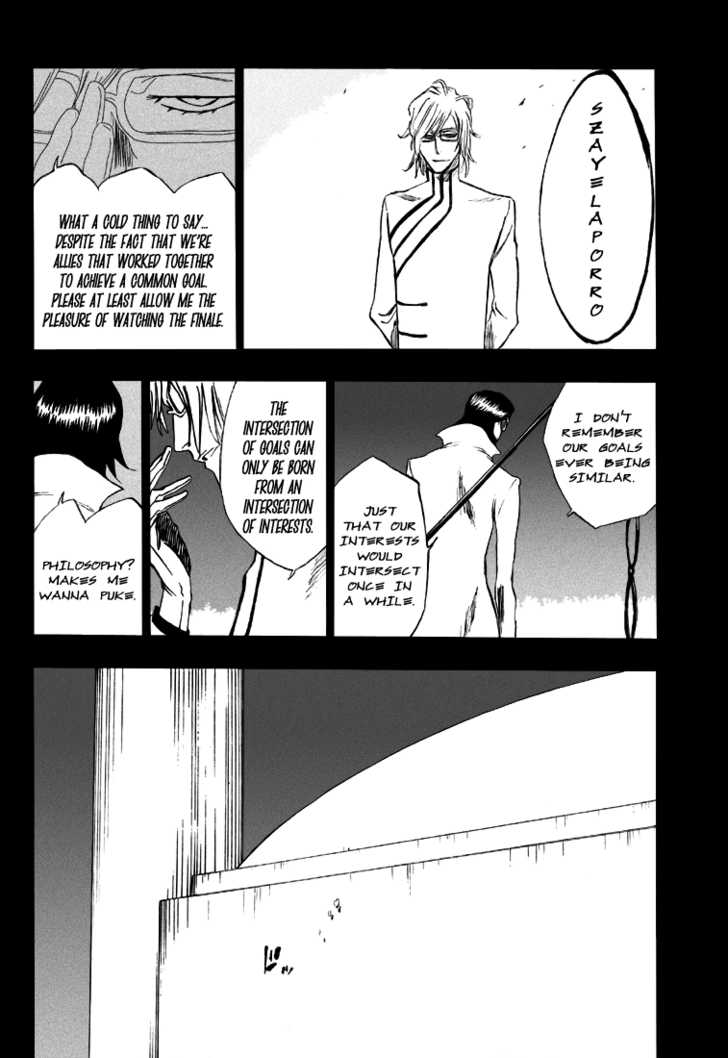 SZAYELAPORRO
WHAT A COLD THING TO SAY...
DESPITE THE FACT THAT WE'RE
ALLIES THAT WORKED TOGETHER
TO ACHIEVE A COMMON GOAL.
PLEASE AT LEAST ALLOW ME THE
PLEASURE OF WATCHING THE FINALE.
I DON'T
REMEMBER
OUR GOALS
EVER BEING
SIMILAR.
JUST
THAT OUR
INTERESTS
WOULD
INTERSECT
ONCE IN
A WHILE.
THE
INTERSECTION
OF GOALS CAN
ONLY BE BORN
FROM AN
INTERSECTION
OF INTERESTS.
PHILOSOPHY?
MAKES ME
WANNA PUKE.